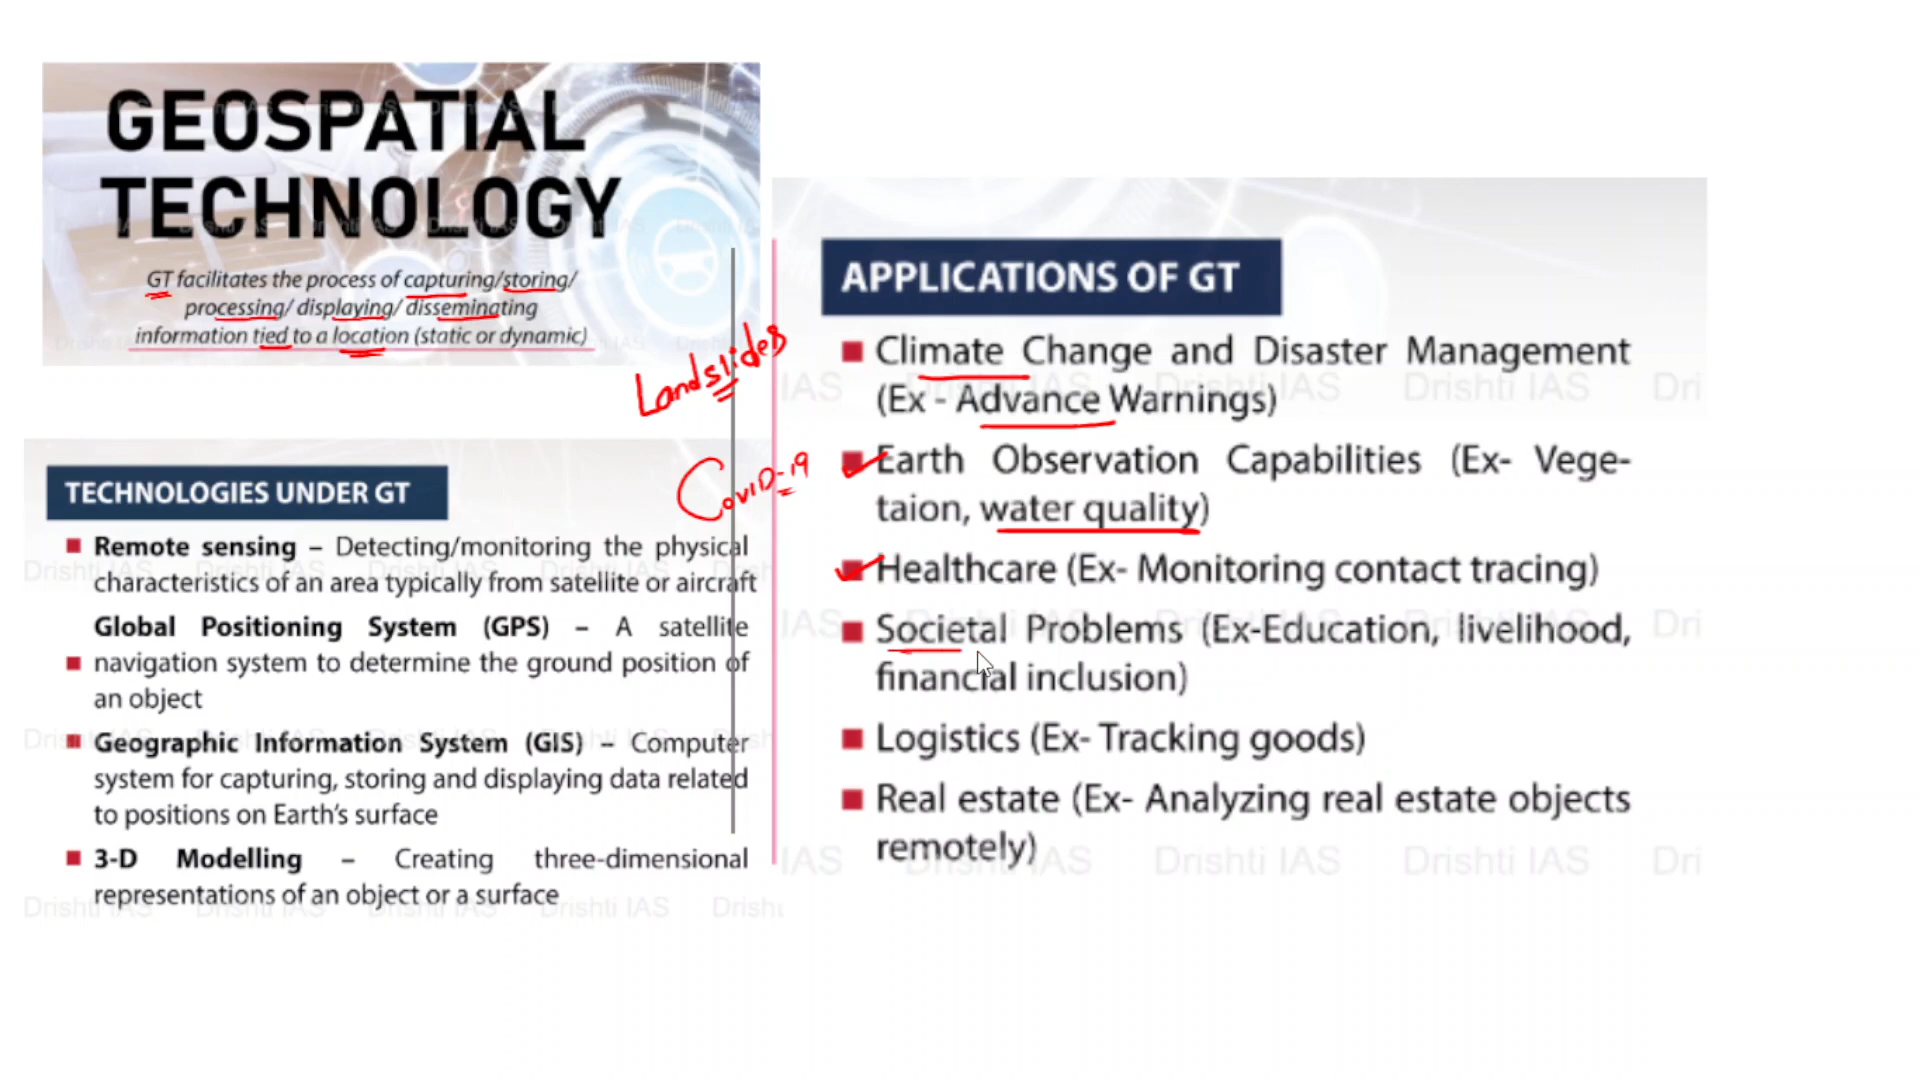 GEOSPATIAL
TECHNOLOGY
GT facilitates the process of capturing/storing/
processing/ displaying/ disseminating
information tied to a location (static or dynamic)
Landslides
Covid-19
TECHNOLOGIES UNDER GT
Remote sensing – Detecting/monitoring the physical
characteristics of an area typically from satellite or aircraft
Global Positioning System (GPS) – A satellite
navigation system to determine the ground position of
an object
Geographic Information System (GIS) – Computer
system for capturing, storing and displaying data related
to positions on Earth's surface
3-D Modelling – Creating three-dimensional
representations of an object or a surface
APPLICATIONS OF GT
Climate Change and Disaster Management
(Ex - Advance Warnings)
Earth Observation Capabilities (Ex- Vege-
taion, water quality)
Healthcare (Ex- Monitoring contact tracing)
Societal Problems (Ex-Education, livelihood,
financial inclusion)
Logistics (Ex- Tracking goods)
Real estate (Ex- Analyzing real estate objects
remotely)
Drishti IAS Drishti IAS Drishti IAS